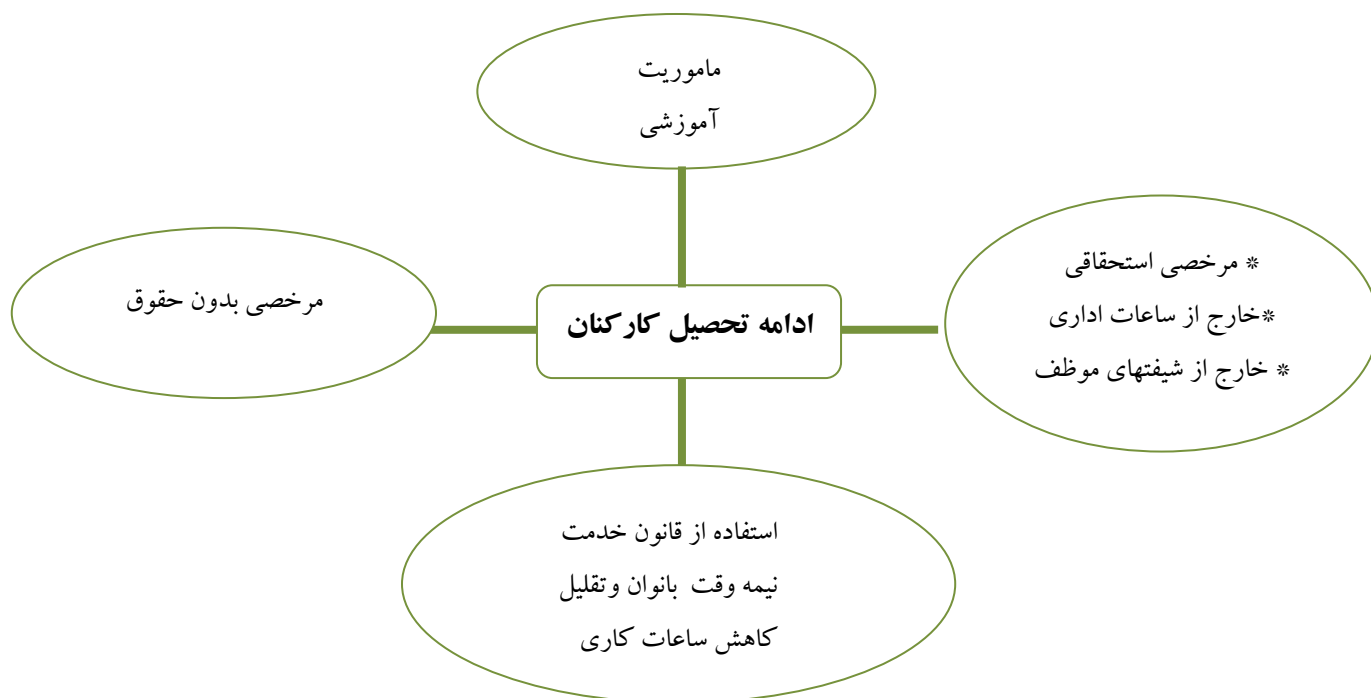 ماموریت
آموزشی
* مرخصی استحقاقی
*خارج از ساعات اداری
* خارج از شیفتهای موظف
ادامه تحصیل کارکنان
مرخصی بدون حقوق
استفاده از قانون خدمت
نیمه وقت بانوان وتقلیل
کاهش ساعات کاری